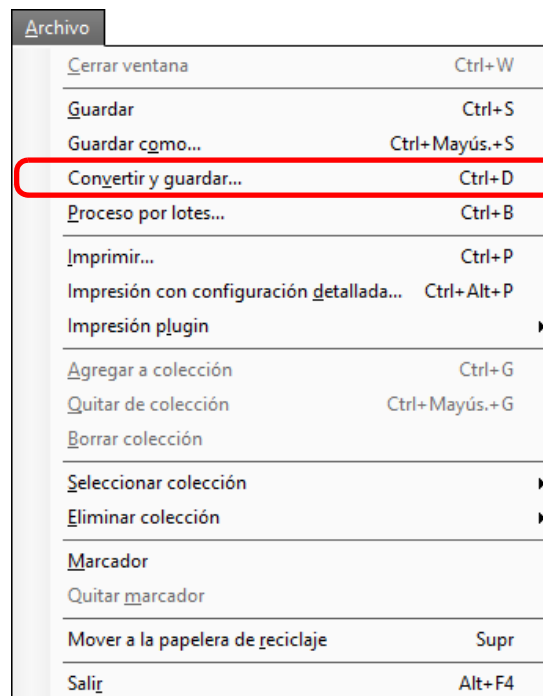 Archivo
Cerrar ventana Ctrl+W
Guardar Ctrl+S
Guardar como... Ctrl+Mayús.+S
Convertir y guardar... Ctrl+D
Proceso por lotes... Ctrl+B
Imprimir... Ctrl+P
Impresión con configuración detallada... Ctrl+Alt+P
Impresión plugin
Agregar a colección Ctrl+G
Quitar de colección Ctrl+Mayús.+G
Borrar colección
Seleccionar colección
Eliminar colección
Marcador
Quitar marcador
Mover a la papelera de reciclaje Supr
Salir Alt+F4